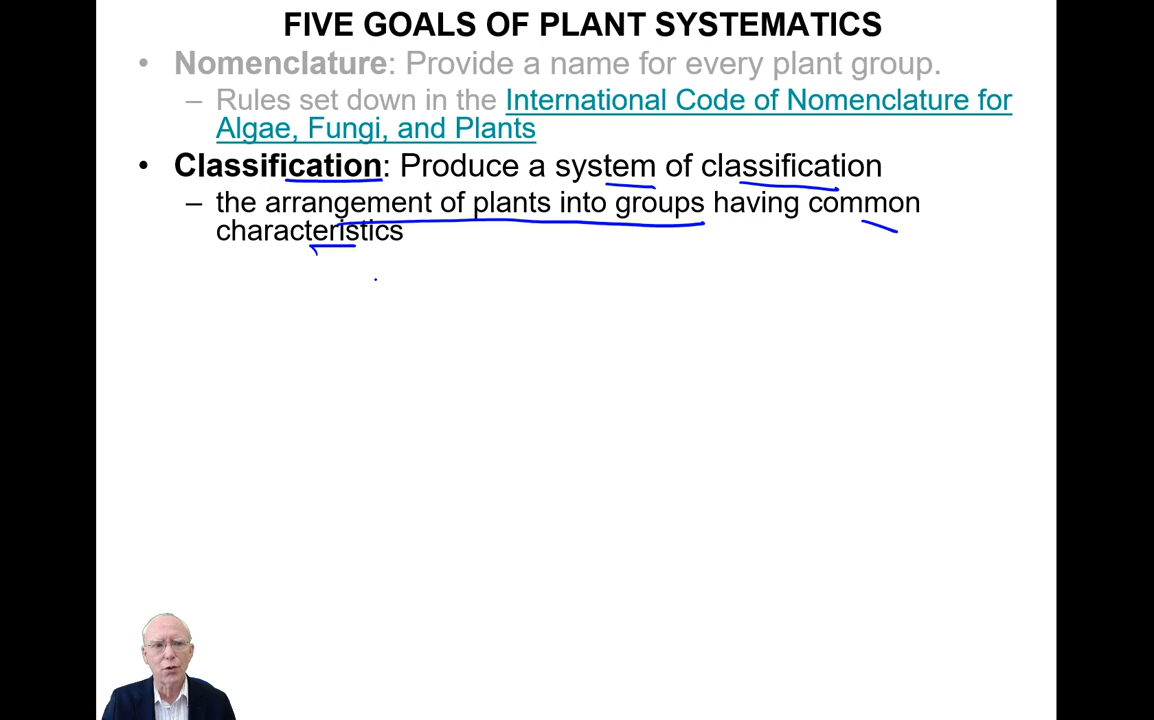 FIVE GOALS OF PLANT SYSTEMATICS
• Nomenclature: Provide a name for every plant group.
– Rules set down in the International Code of Nomenclature for
Algae, Fungi, and Plants
• Classification: Produce a system of classification
– the arrangement of plants into groups having common
characteristics